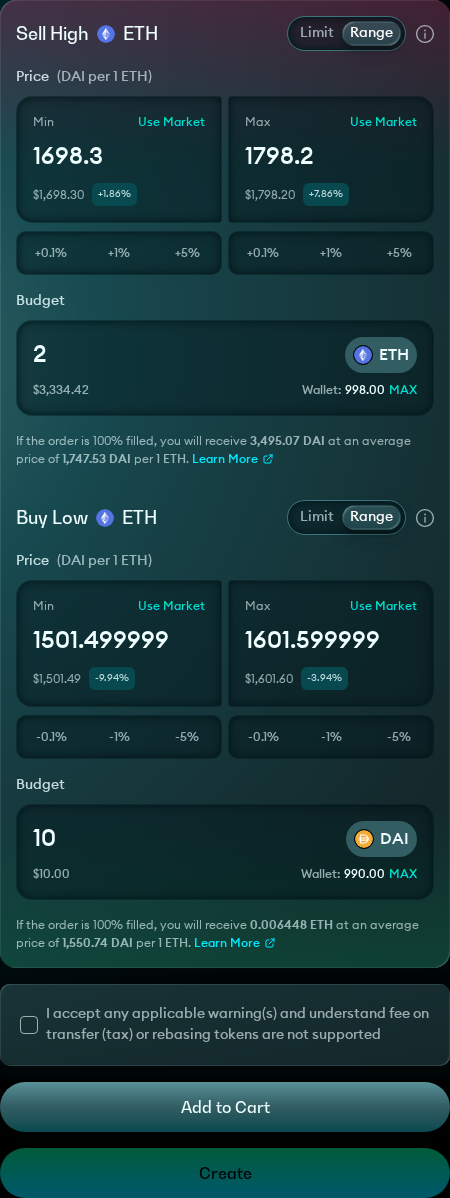 Sell High ETH Limit Range
Price (DAI per 1 ETH)
Min Use Market Max Use Market
1698.3 1798.2
$1,698.30 +1.86% $1,798.20 +7.86%
+0.1% +1% +5% +0.1% +1% +5%
Budget
2 ETH
$3,334.42 Wallet: 998.00 MAX
If the order is 100% filled, you will receive 3,495.07 DAI at an average
price of 1,747.53 DAI per 1 ETH. Learn More
Buy Low ETH Limit Range
Price (DAI per 1 ETH)
Min Use Market Max Use Market
1501.499999 1601.599999
$1,501.49 -9.94% $1,601.60 -3.94%
-0.1% -1% -5% -0.1% -1% -5%
Budget
10 DAI
$10.00 Wallet: 990.00 MAX
If the order is 100% filled, you will receive 0.006448 ETH at an average
price of 1,550.74 DAI per 1 ETH. Learn More
I accept any applicable warning(s) and understand fee on
transfer (tax) or rebasing tokens are not supported
Add to Cart
Create